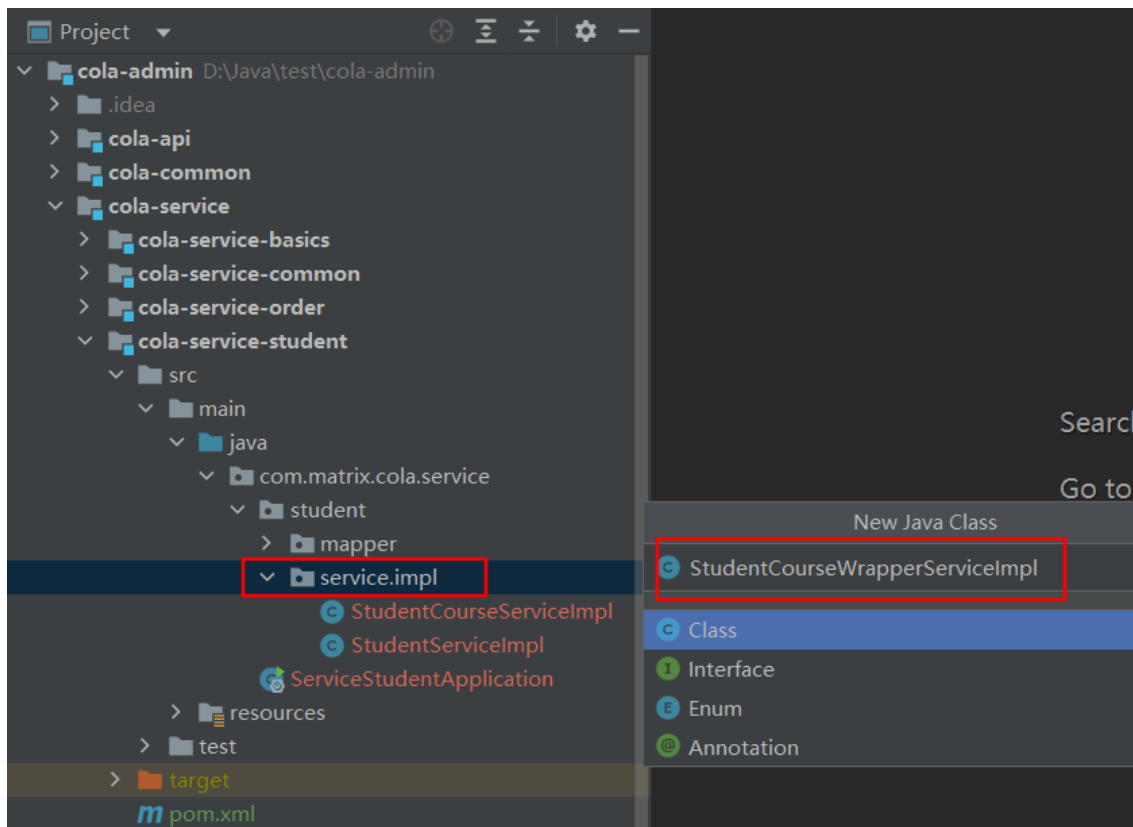 Project
cola-admin D:\Java\test\cola-admin
.idea
cola-api
cola-common
cola-service
cola-service-basics
cola-service-common
cola-service-order
cola-service-student
src
main
java
com.matrix.cola.service
student
mapper
service.impl
StudentCourseServiceImpl
StudentServiceImpl
ServiceStudentApplication
resources
test
target
m pom.xml
Search
Go to
New Java Class
C StudentCourseWrapperServiceImpl
C Class
I Interface
E Enum
@ Annotation